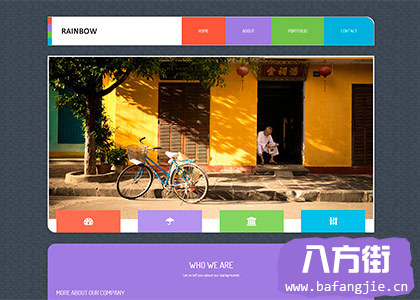 RAINBOW
HOME
ABOUT
PORTFOLIO
CONTACT
WHO WE ARE
Let us tell you about our backgrounds
MORE ABOUT OUR COMPANY
八方街
www.bafangjie.cn